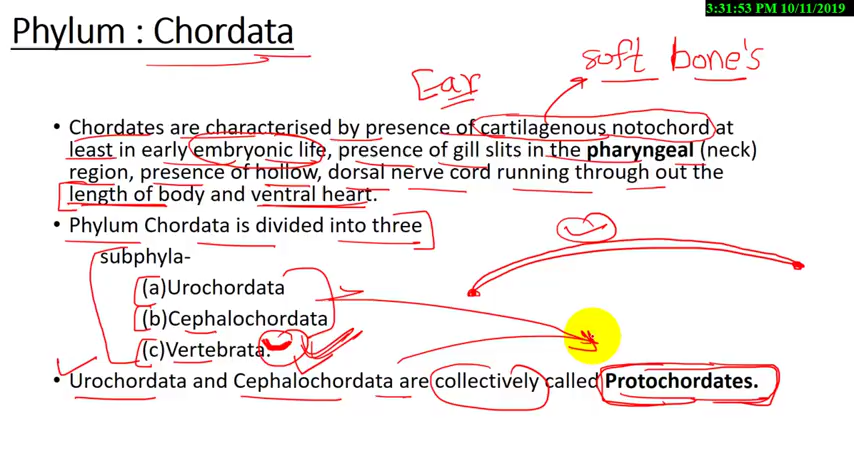 3:31:53 PM 10/11/2019
Phylum : Chordata
soft bone's
Ear
• Chordates are characterised by presence of cartilagenous notochord at
least in early embryonic life, presence of gill slits in the pharyngeal (neck)
region, presence of hollow, dorsal nerve cord running through out the
length of body and ventral heart.
• Phylum Chordata is divided into three
subphyla-
(a)Urochordata
(b)Cephalochordata
(c)Vertebrata.
• Urochordata and Cephalochordata are collectively called Protochordates.